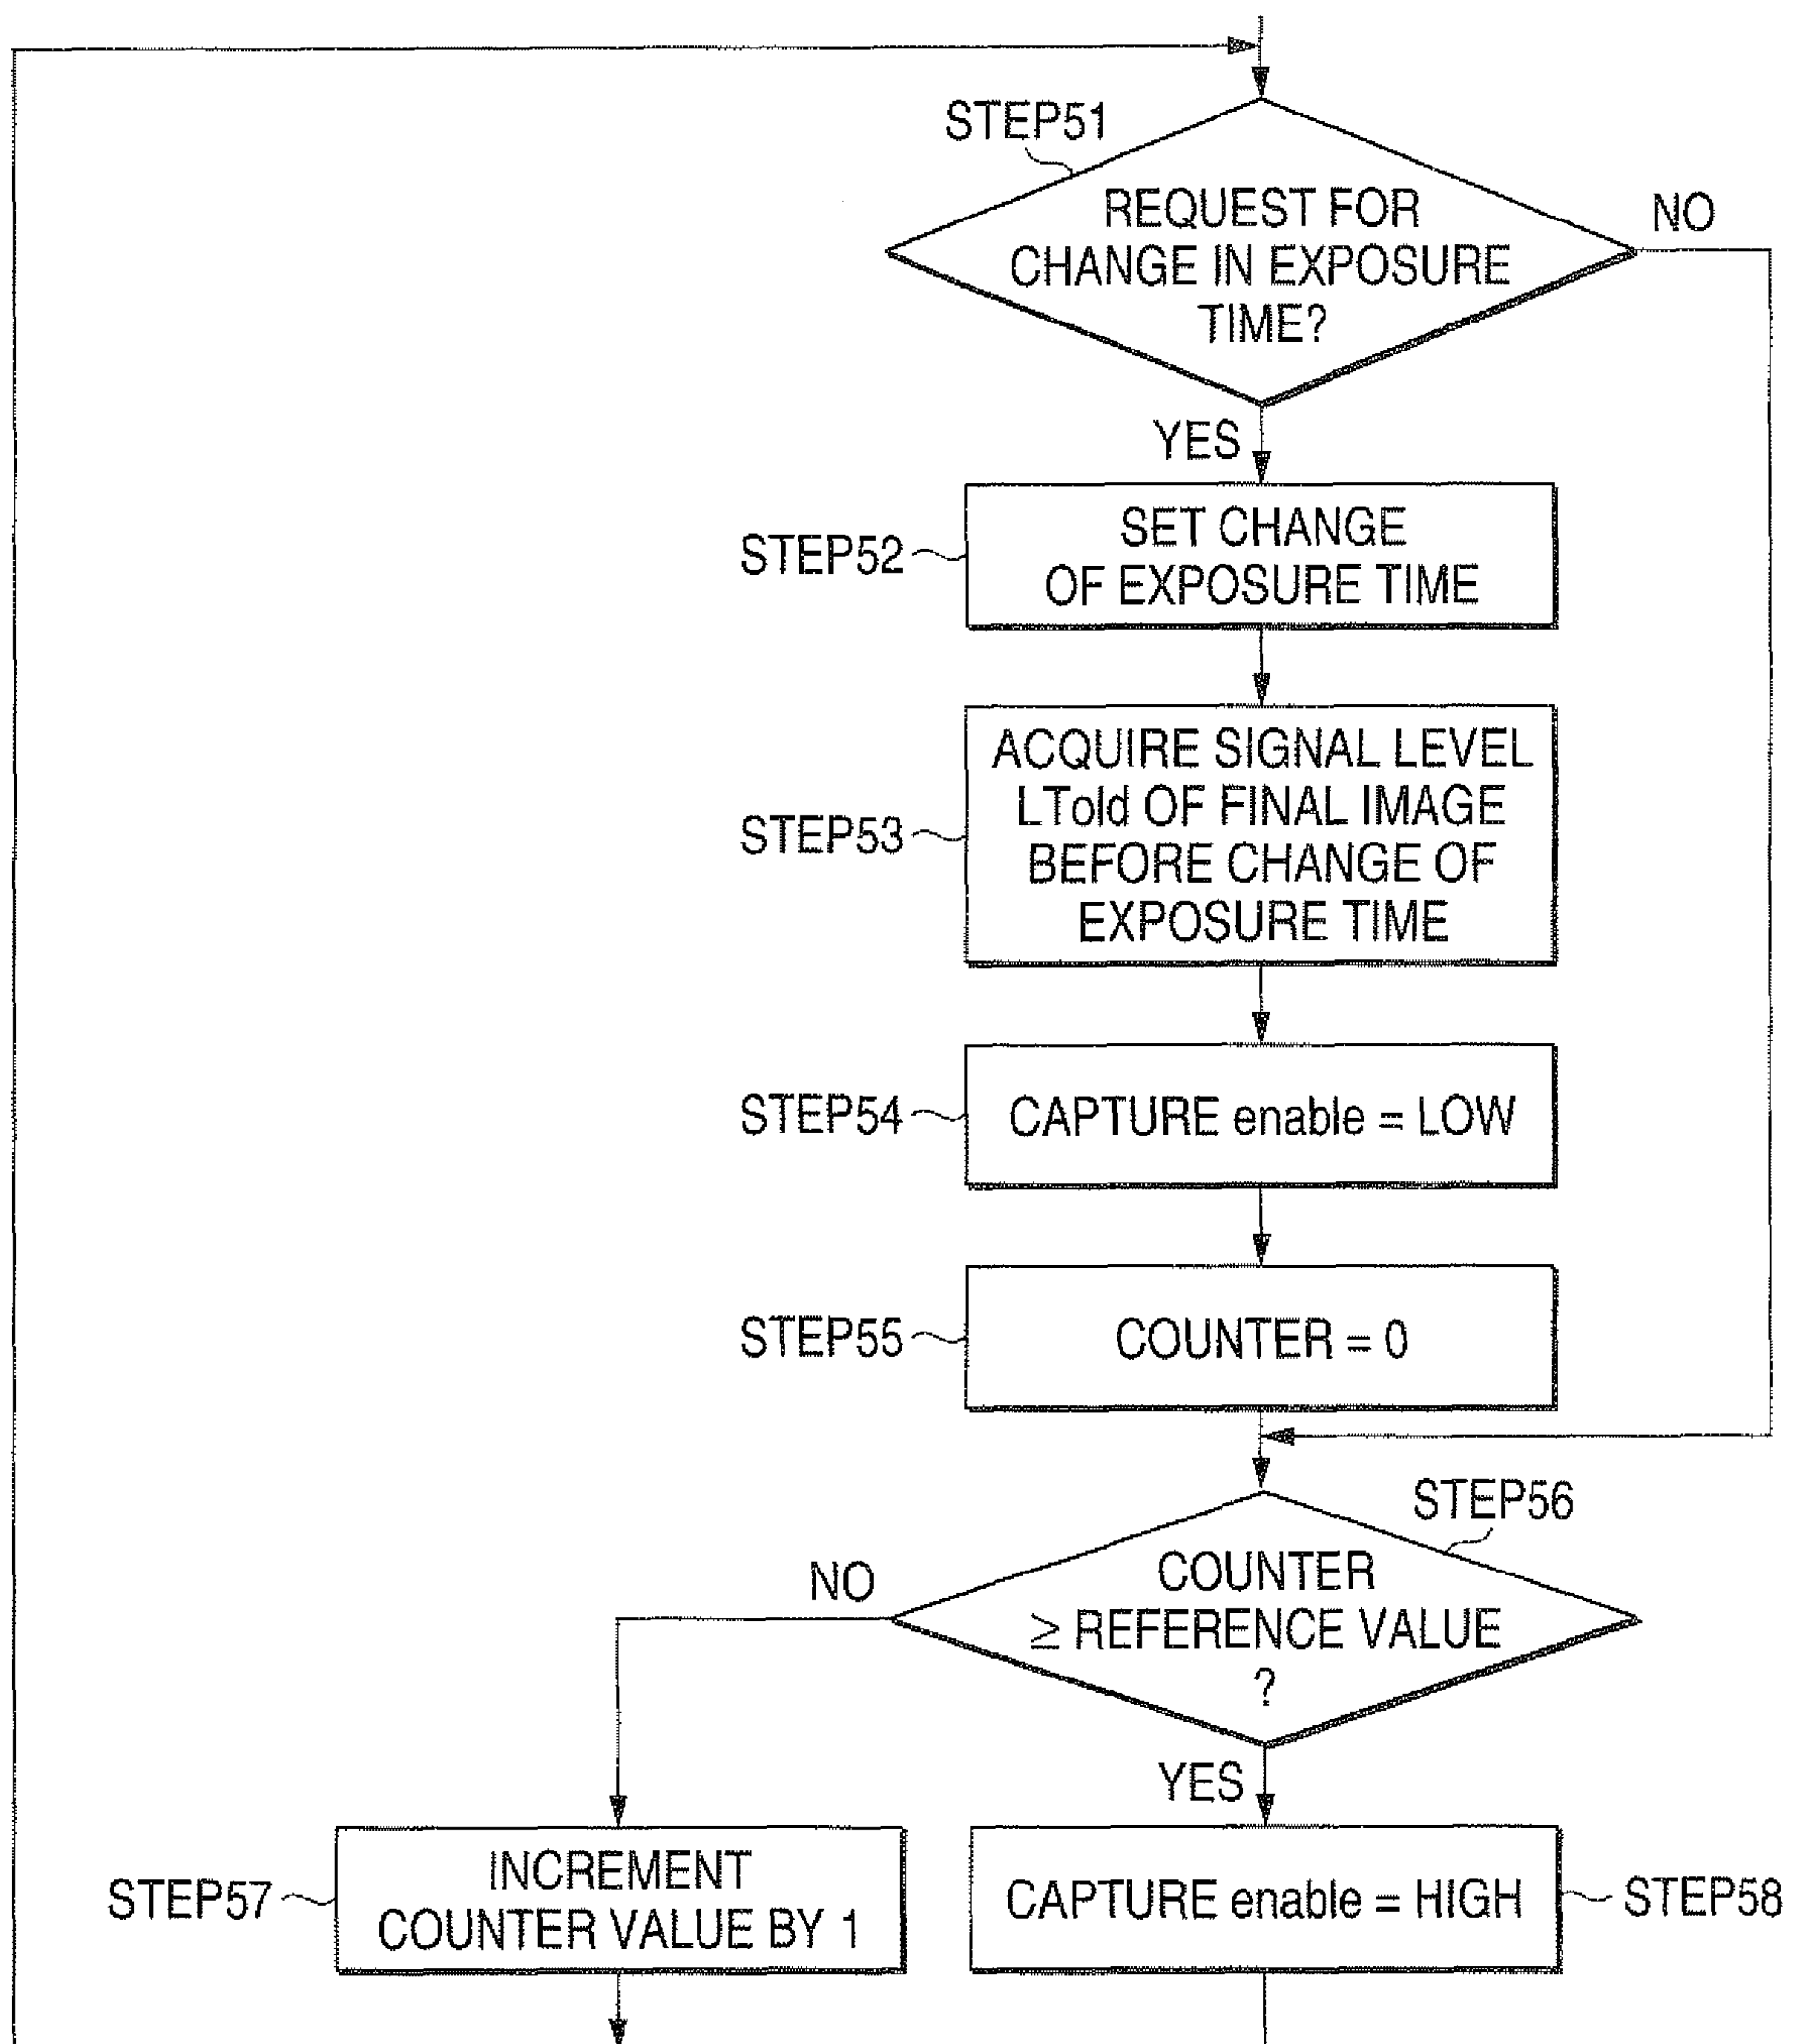 STEP51
REQUEST FOR
CHANGE IN EXPOSURE
TIME?
NO
YES
STEP52
SET CHANGE
OF EXPOSURE TIME
STEP53
ACQUIRE SIGNAL LEVEL
LTold OF FINAL IMAGE
BEFORE CHANGE OF
EXPOSURE TIME
STEP54
CAPTURE enable = LOW
STEP55
COUNTER = 0
STEP56
COUNTER
≥ REFERENCE VALUE
?
NO
YES
STEP57
INCREMENT
COUNTER VALUE BY 1
CAPTURE enable = HIGH
STEP58